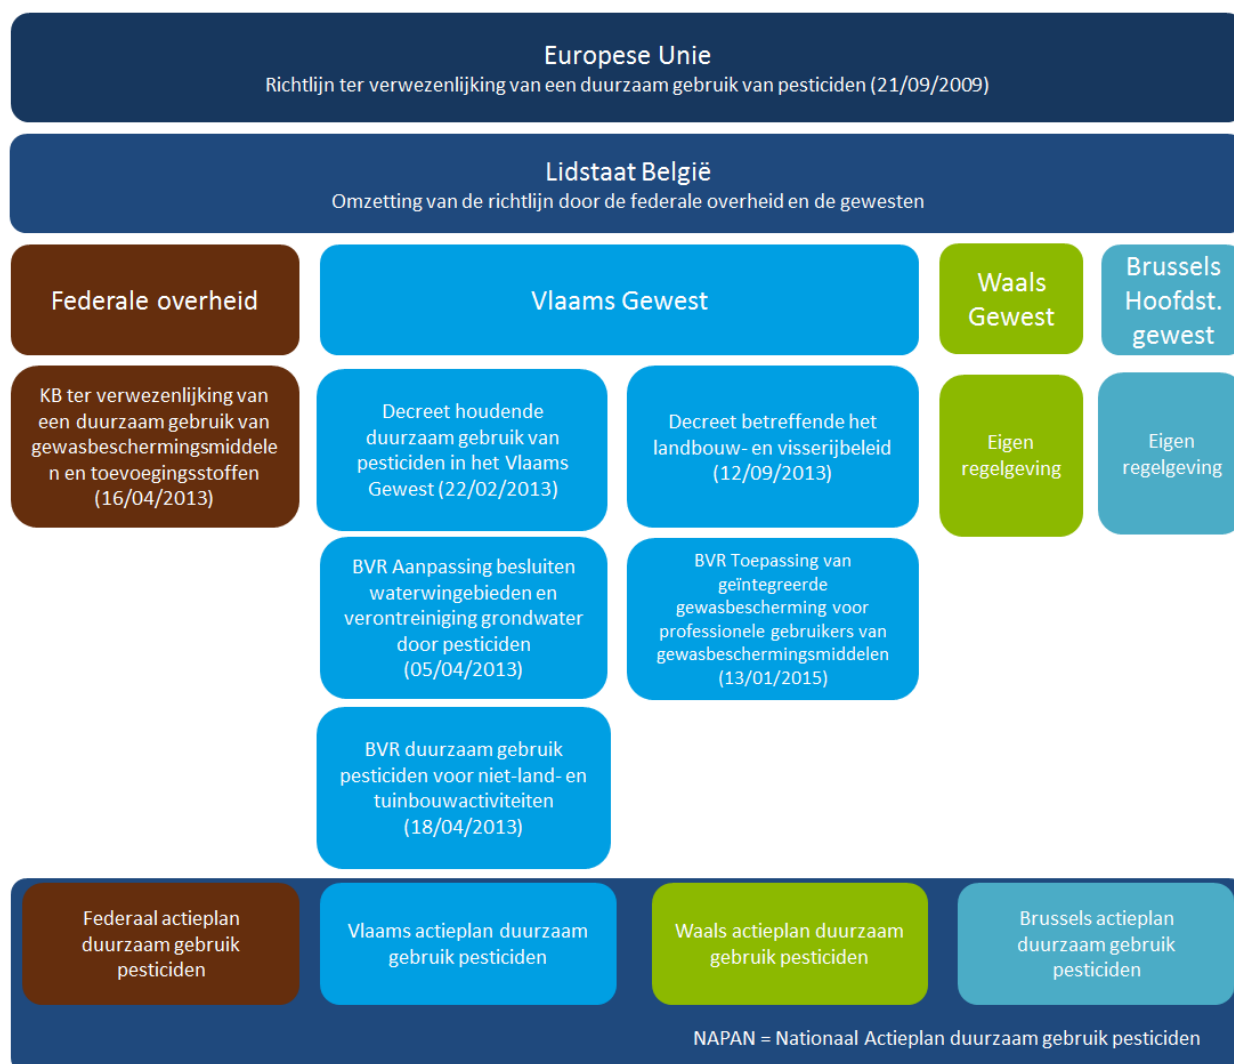 Europese Unie
Richtlijn ter verwezenlijking van een duurzaam gebruik van pesticiden (21/09/2009)
Lidstaat België
Omzetting van de richtlijn door de federale overheid en de gewesten
Federale overheid
Vlaams Gewest
Waals
Gewest
Brussels
Hoofdst.
gewest
KB ter verwezenlijking van
een duurzaam gebruik van
gewasbeschermingsmiddele
n en toevoegingsstoffen
(16/04/2013)
Decreet houdende
duurzaam gebruik van
pesticiden in het Vlaams
Gewest (22/02/2013)
Decreet betreffende het
landbouw- en visserijbeleid
(12/09/2013)
Eigen
regelgeving
Eigen
regelgeving
BVR Aanpassing besluiten
waterwingebieden en
verontreiniging grondwater
door pesticiden
(05/04/2013)
BVR Toepassing van
geïntegreerde
gewasbescherming voor
professionele gebruikers van
gewasbeschermingsmiddelen
(13/01/2015)
BVR duurzaam gebruik
pesticiden voor niet-land- en
tuinbouwactiviteiten
(18/04/2013)
Federaal actieplan
duurzaam gebruik
pesticiden
Vlaams actieplan duurzaam
gebruik pesticiden
Waals actieplan duurzaam
gebruik pesticiden
Brussels actieplan
duurzaam gebruik
pesticiden
NAPAN = Nationaal Actieplan duurzaam gebruik pesticiden